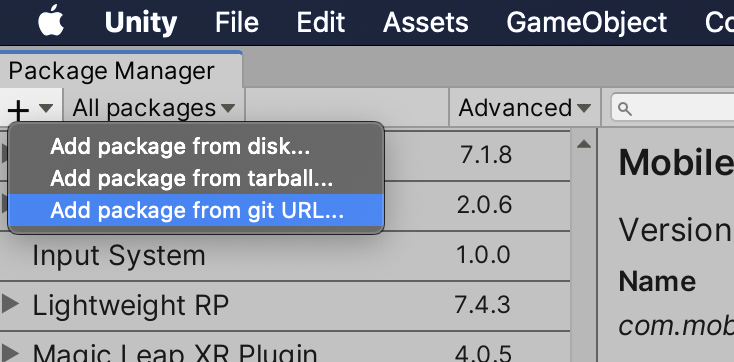 Unity File Edit Assets GameObject
Package Manager
+ All packages Advanced
Add package from disk...
Add package from tarball...
Add package from git URL...
7.1.8
2.0.6
Input System 1.0.0
Lightweight RP 7.4.3
Magic Leap XR Plugin 4.0.5
Mobile
Version
Name
com.mob